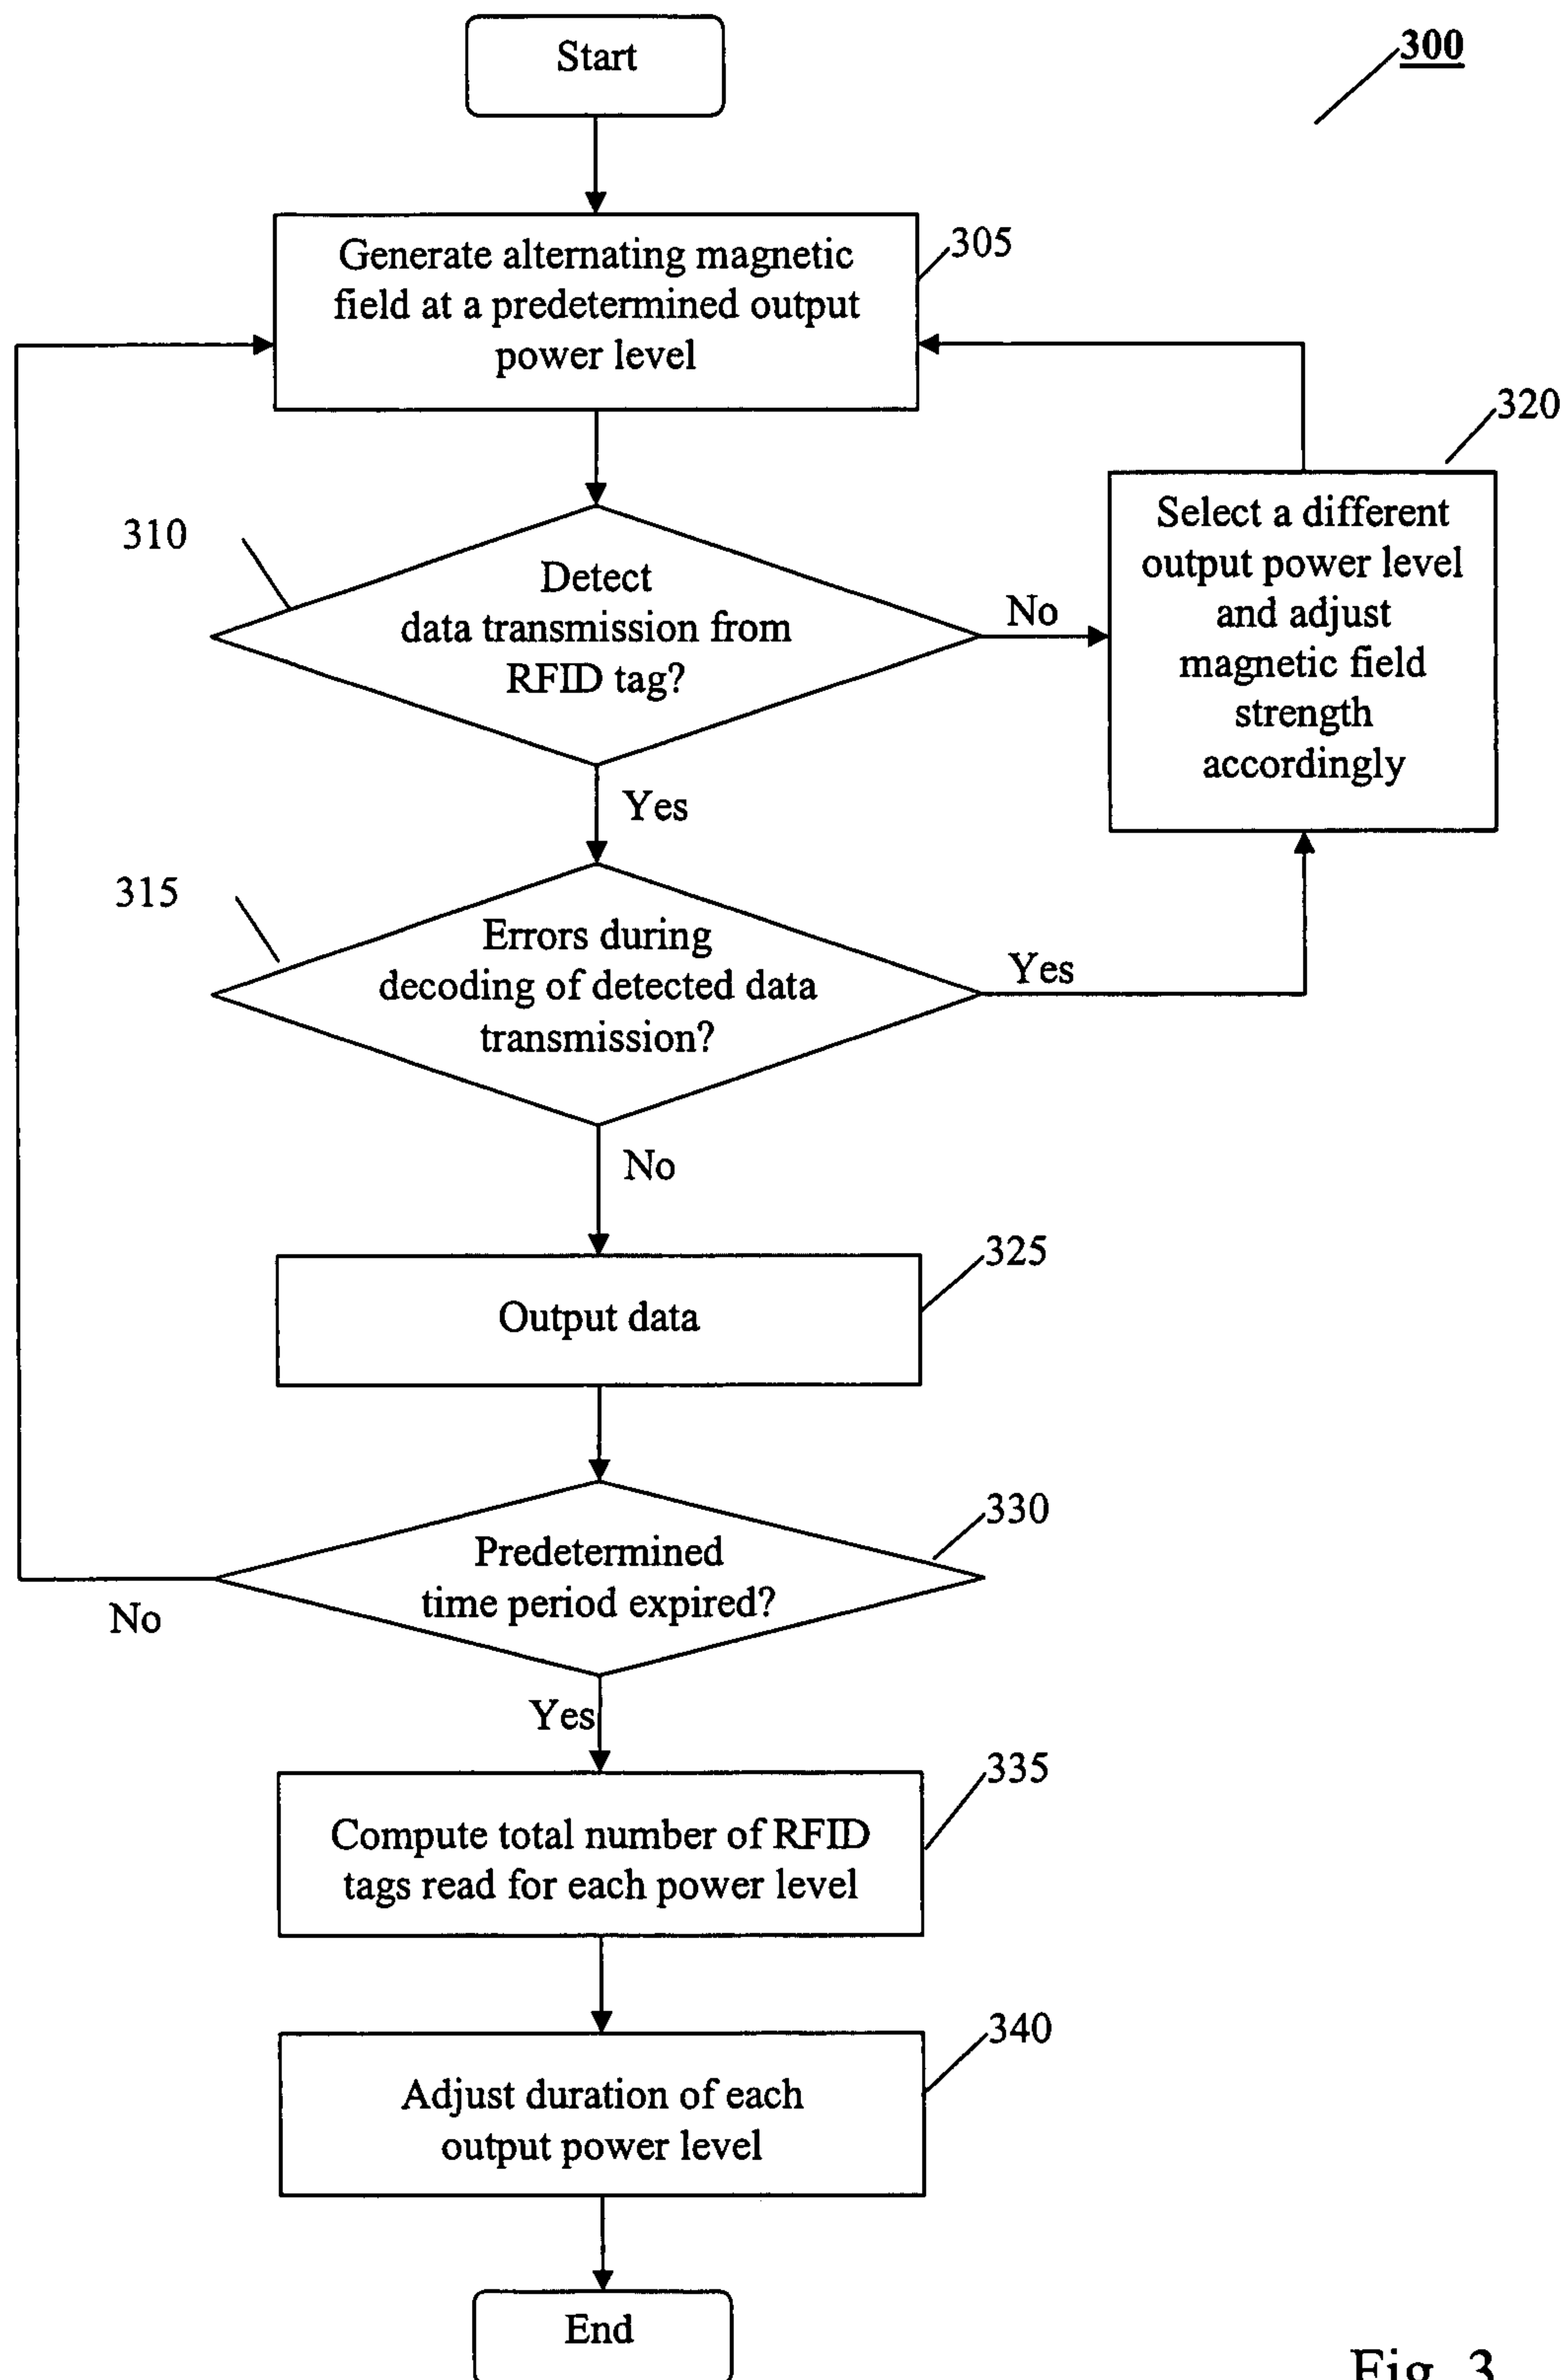 Start
300
Generate alternating magnetic
field at a predetermined output
power level
305
320
Select a different
output power level
and adjust
magnetic field
strength
accordingly
310
Detect
data transmission from
RFID tag?
No
Yes
315
Errors during
decoding of detected data
transmission?
Yes
No
325
Output data
330
Predetermined
time period expired?
No
Yes
335
Compute total number of RFID
tags read for each power level
340
Adjust duration of each
output power level
End
Fig. 3